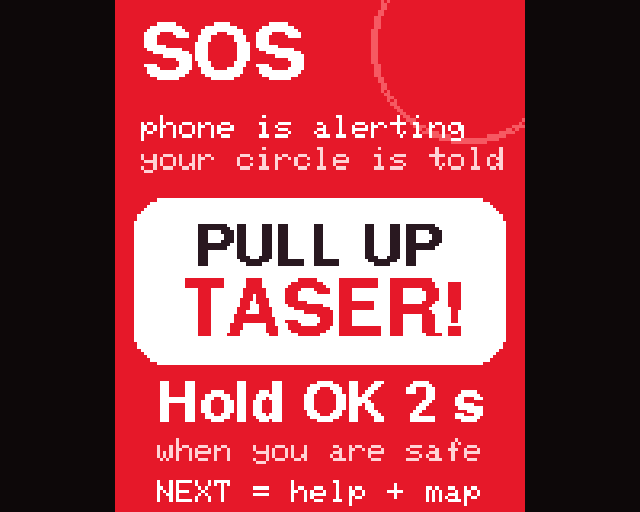 SOS
phone is alerting
your circle is told
PULL UP
TASER!
Hold OK 2 s
when you are safe
NEXT = help + map